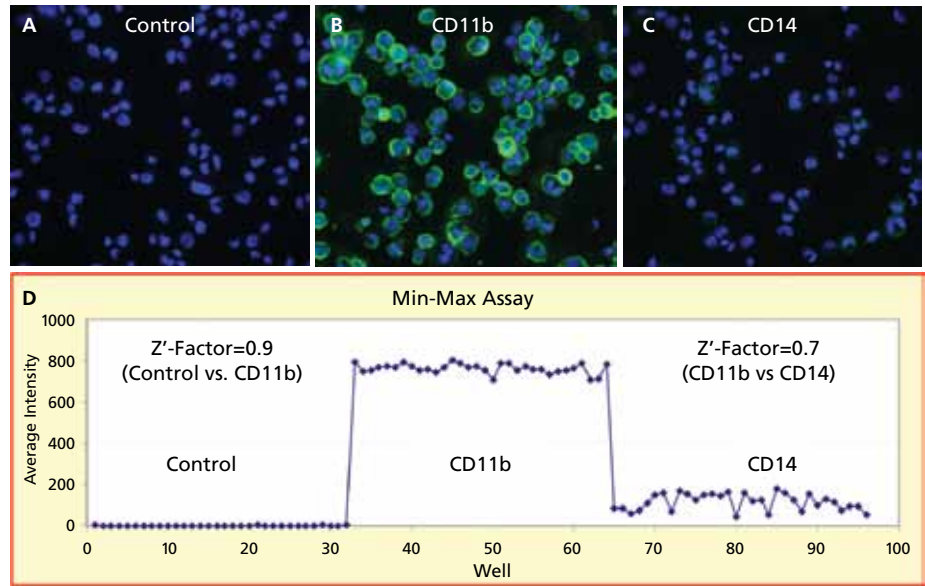 A Control
B CD11b
C CD14
D Min-Max Assay
1000
800
600
400
200
0
Average Intensity
Z′-Factor=0.9
(Control vs. CD11b)
Z′-Factor=0.7
(CD11b vs CD14)
Control
CD11b
CD14
0 10 20 30 40 50 60 70 80 90 100
Well